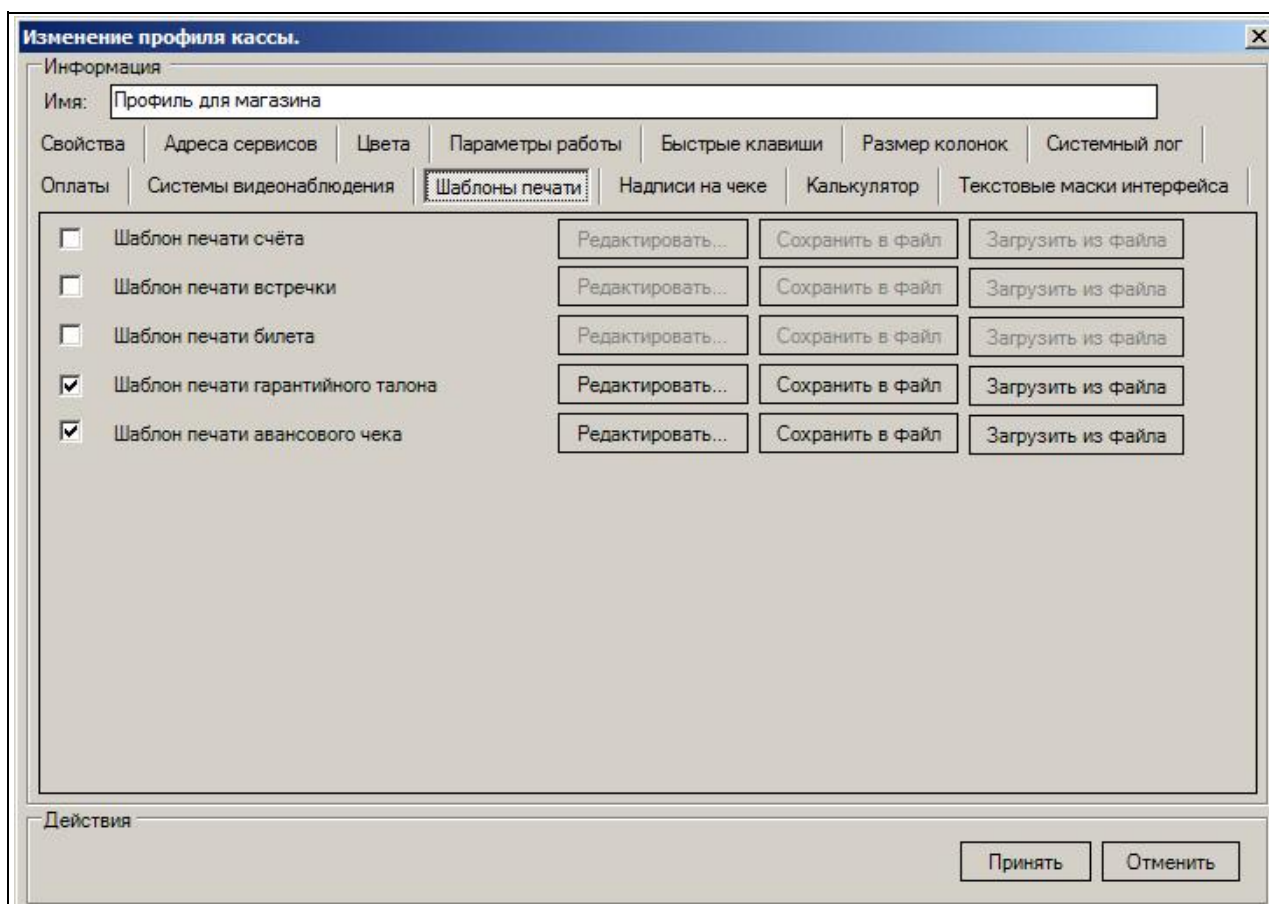 Изменение профиля кассы.
Информация
Имя: Профиль для магазина
Свойства Адреса сервисов Цвета Параметры работы Быстрые клавиши Размер колонок Системный лог
Оплаты Системы видеонаблюдения Шаблоны печати Надписи на чеке Калькулятор Текстовые маски интерфейса
Шаблон печати счёта Редактировать... Сохранить в файл Загрузить из файла
Шаблон печати встречки Редактировать... Сохранить в файл Загрузить из файла
Шаблон печати билета Редактировать... Сохранить в файл Загрузить из файла
Шаблон печати гарантийного талона Редактировать... Сохранить в файл Загрузить из файла
Шаблон печати авансового чека Редактировать... Сохранить в файл Загрузить из файла
Действия
Принять Отменить